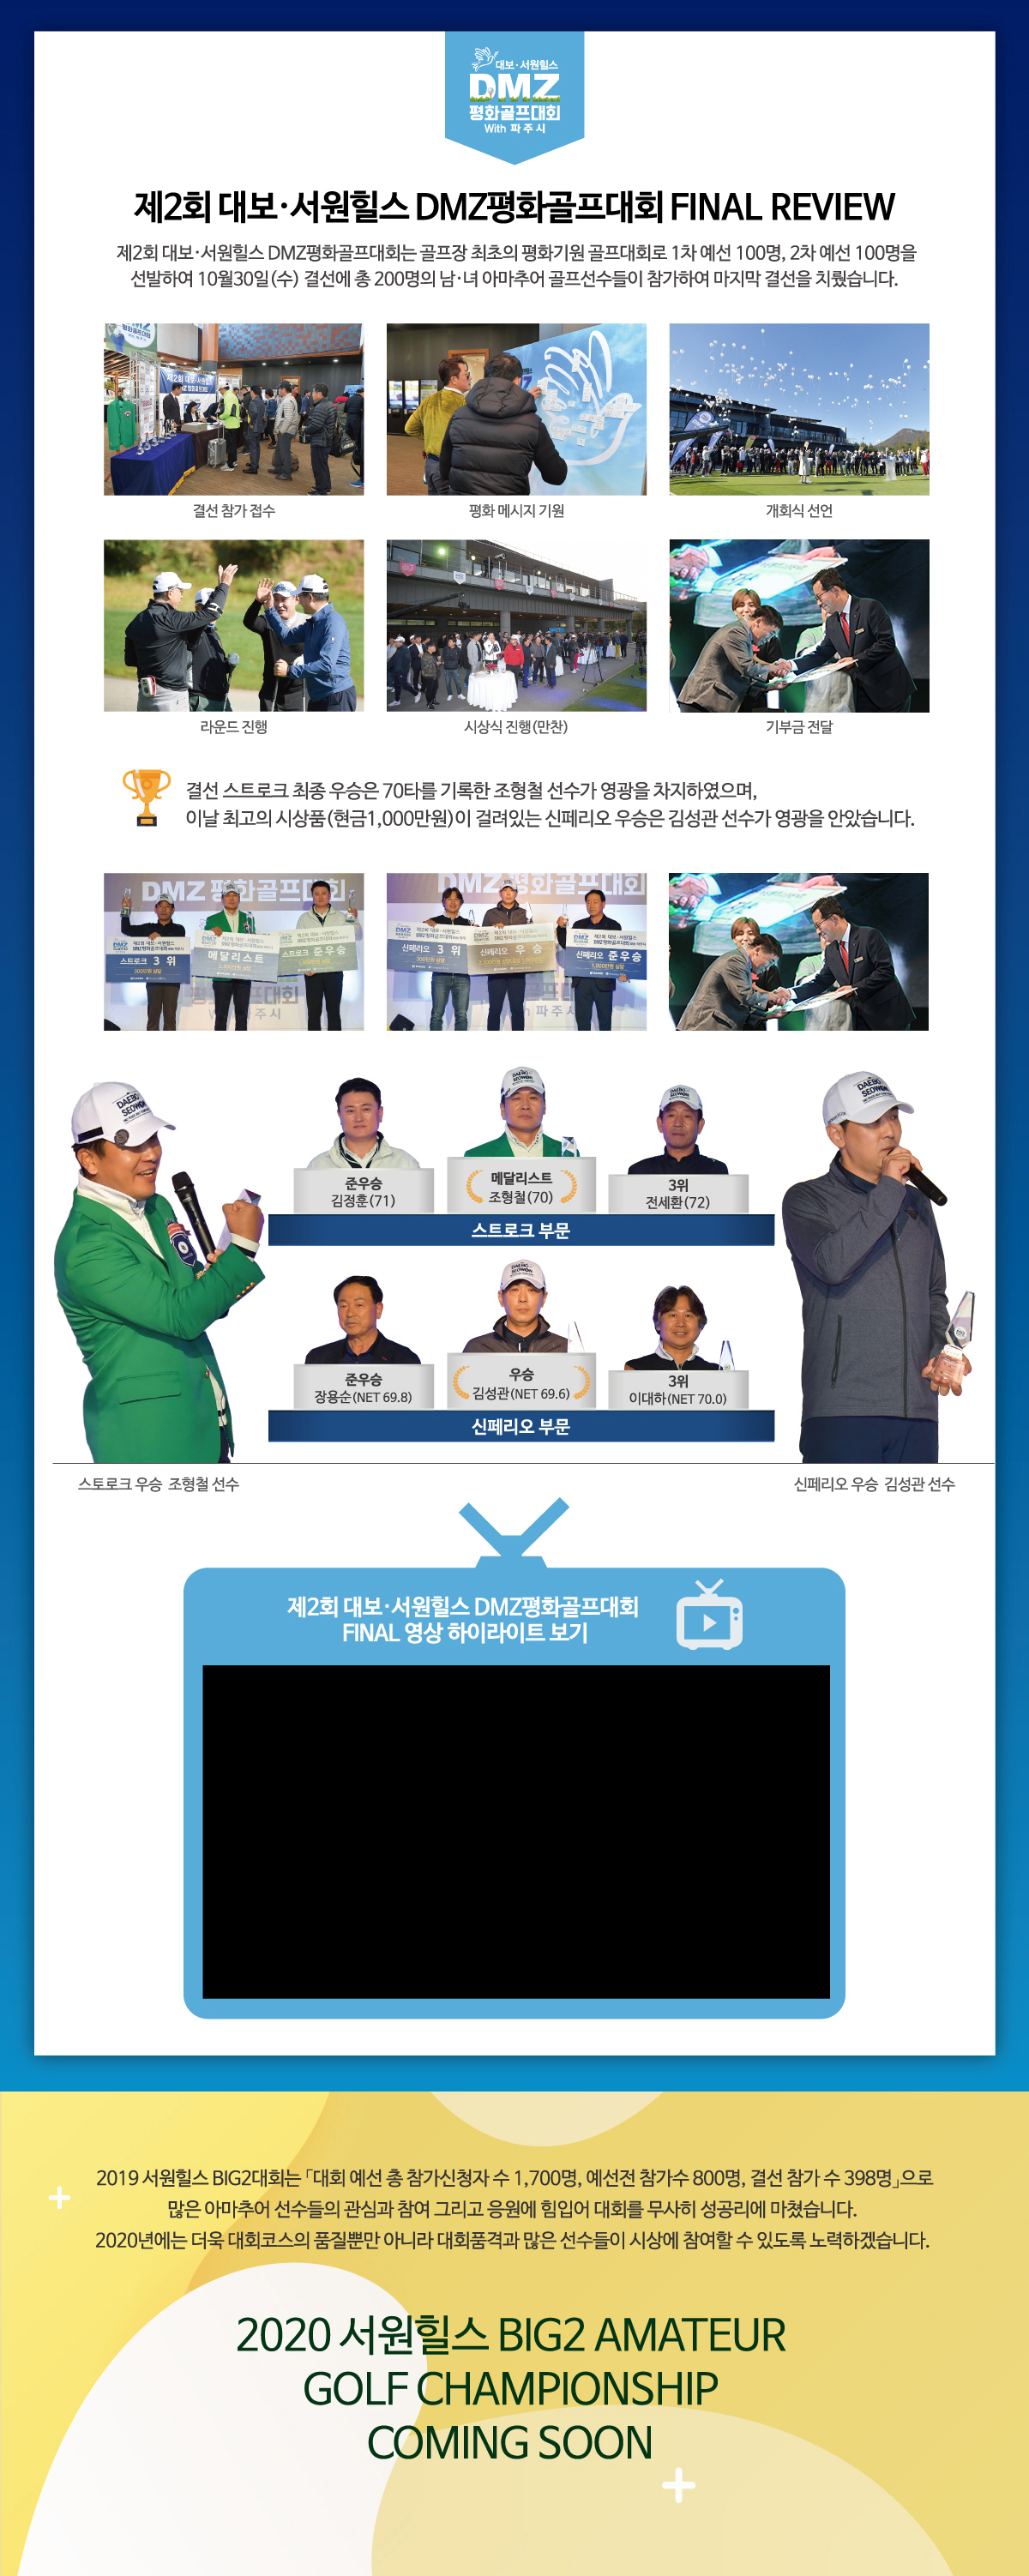 대보·서원힐스
DMZ
평화골프대회
With 파주시
제2회 대보·서원힐스 DMZ평화골프대회 FINAL REVIEW
제2회 대보·서원힐스 DMZ평화골프대회는 골프장 최초의 평화기원 골프대회로 1차 예선 100명, 2차 예선 100명을
선발하여 10월30일(수) 결선에 총 200명의 남·녀 아마추어 골프선수들이 참가하여 마지막 결선을 치뤘습니다.
결선 참가 접수
평화 메시지 기원
개회식 선언
라운드 진행
시상식 진행(만찬)
기부금 전달
결선 스트로크 최종 우승은 70타를 기록한 조형철 선수가 영광을 차지하였으며,
이날 최고의 시상품(현금1,000만원)이 걸려있는 신페리오 우승은 김성관 선수가 영광을 안았습니다.
DMZ 평화골프대회
스트로크 3 위
메달리스트
스트로크 준우승
평화골프대회
With 파주시
DMZ 평화골프대회
신페리오 3 위
신페리오 우 승
신페리오 준우승
DAEBO
SEOWON
준우승
김정훈(71)
메달리스트
조형철(70)
3위
전세환(72)
스트로크 부문
준우승
장용순(NET 69.8)
우승
김성관(NET 69.6)
3위
이대하(NET 70.0)
신페리오 부문
DAEBO
SEOWON
스토로크 우승 조형철 선수
신페리오 우승 김성관 선수
제2회 대보·서원힐스 DMZ평화골프대회
FINAL 영상 하이라이트 보기
2019 서원힐스 BIG2대회는 ｢대회 예선 총 참가신청자 수 1,700명, 예선전 참가수 800명, 결선 참가 수 398명｣으로
많은 아마추어 선수들의 관심과 참여 그리고 응원에 힘입어 대회를 무사히 성공리에 마쳤습니다.
2020년에는 더욱 대회코스의 품질뿐만 아니라 대회품격과 많은 선수들이 시상에 참여할 수 있도록 노력하겠습니다.
2020 서원힐스 BIG2 AMATEUR
GOLF CHAMPIONSHIP
COMING SOON